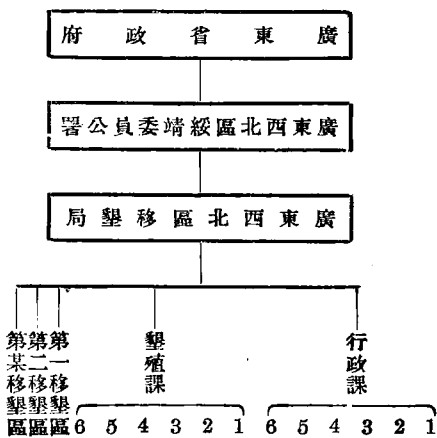 廣東省政府
廣東西北區綏靖委員公署
廣東西北區移墾局
行政課
1 2 3 4 5 6
墾殖課
1 2 3 4 5 6
第一移墾區
第二移墾區
第某移墾區